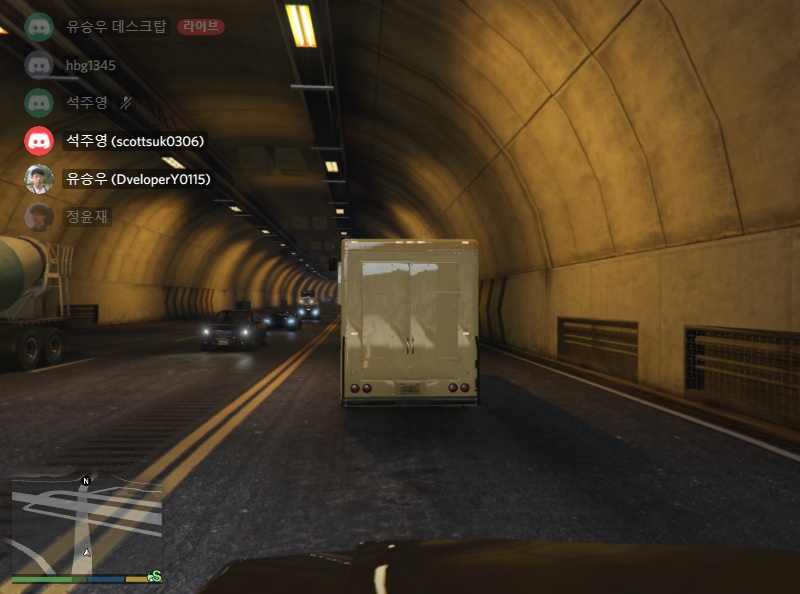 유승우 데스크탑 라이브
hbg1345
석주영
석주영 (scottsuk0306)
유승우 (DveloperY0115)
정윤재
N
S